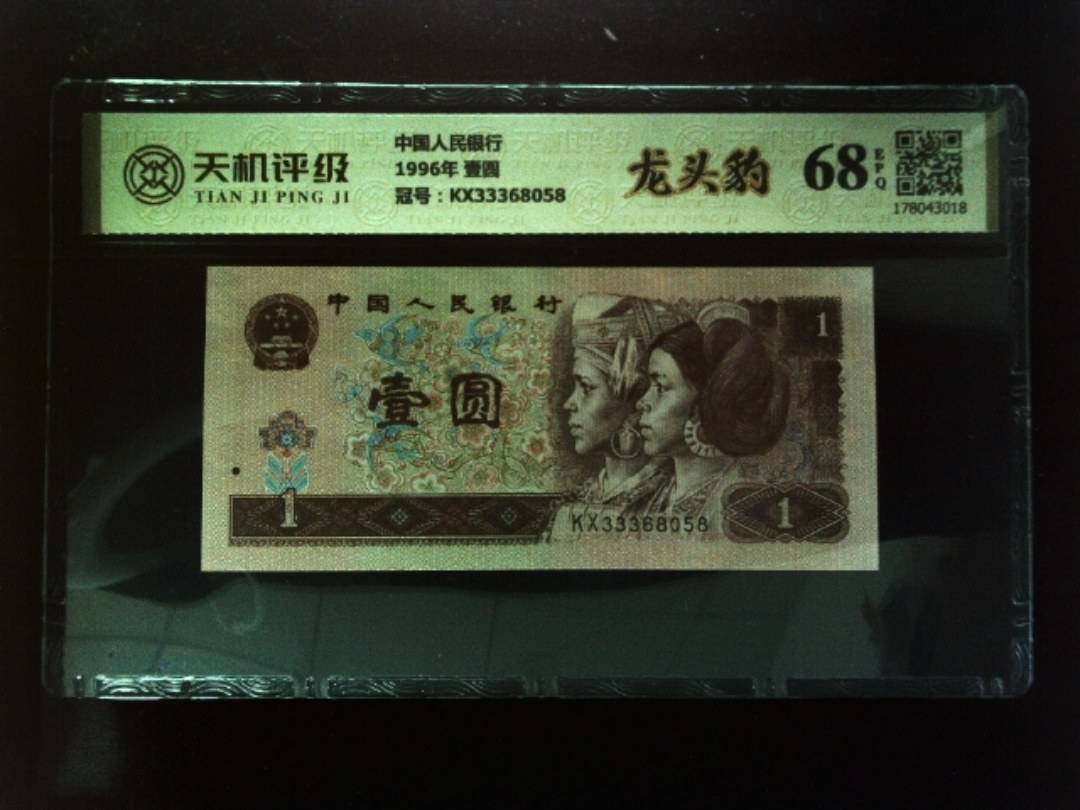 天机评级
TIAN JI PING JI
中国人民银行
1996年 壹圆
冠号：KX33368058
龙头豹
68
EPQ
178043018
中国人民银行
1
壹圆
1
KX33368058
1